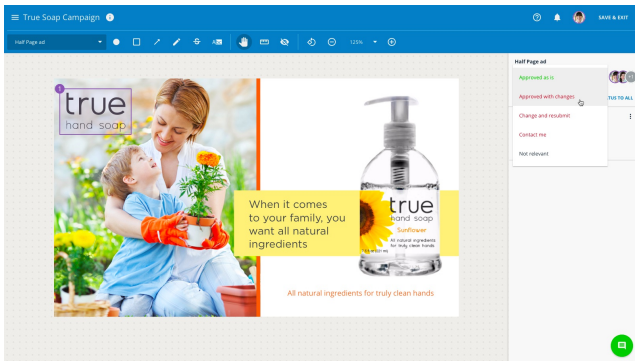 True Soap Campaign
SAVE & EXIT
Half Page ad
125%
Half Page ad
Approved as is
Approved with changes
TUS TO ALL
Change and resubmit
Contact me
Not relevant
1
true
hand soap
When it comes
to your family, you
want all natural
ingredients
true
hand soap
Sunflower
All natural ingredients
for truly clean hands
All natural ingredients for truly clean hands